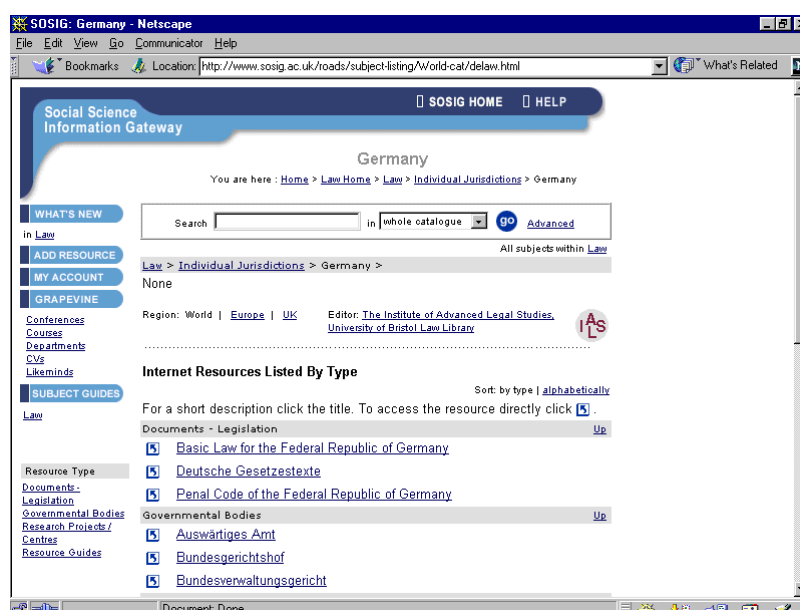 SOSIG: Germany - Netscape
File Edit View Go Communicator Help
Bookmarks Location: http://www.sosig.ac.uk/roads/subject-listing/World-cat/delaw.html What's Related
Social Science
Information Gateway
SOSIG HOME HELP
Germany
You are here : Home > Law Home > Law > Individual Jurisdictions > Germany
WHAT'S NEW
in Law
ADD RESOURCE
MY ACCOUNT
GRAPEVINE
Conferences
Courses
Departments
CVs
Likeminds
SUBJECT GUIDES
Law
Resource Type
Documents -
Legislation
Governmental Bodies
Research Projects /
Centres
Resource Guides
Search in whole catalogue go Advanced
All subjects within Law
Law > Individual Jurisdictions > Germany >
None
Region: World | Europe | UK Editor: The Institute of Advanced Legal Studies,
University of Bristol Law Library
IALS
Internet Resources Listed By Type
Sort: by type | alphabetically
For a short description click the title. To access the resource directly click .
Documents - Legislation Up
Basic Law for the Federal Republic of Germany
Deutsche Gesetzestexte
Penal Code of the Federal Republic of Germany
Governmental Bodies Up
Auswärtiges Amt
Bundesgerichtshof
Bundesverwaltungsgericht
Document: Done